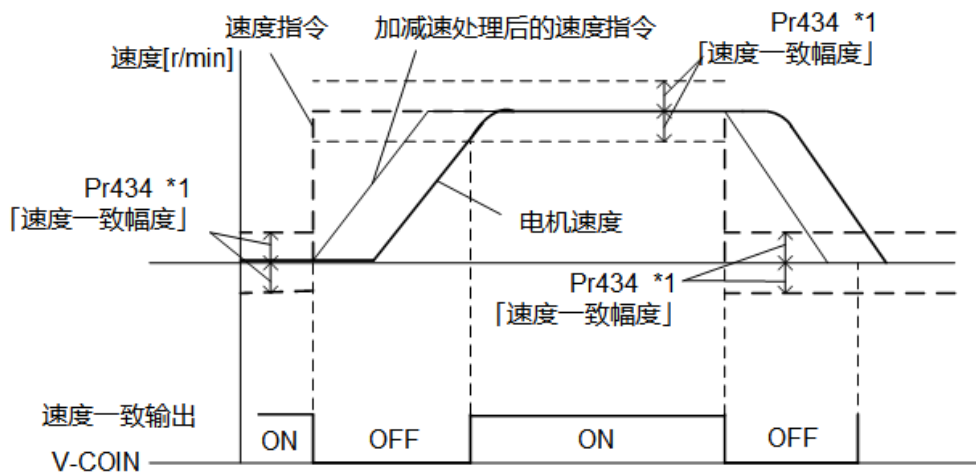 速度指令
加减速处理后的速度指令
Pr434 *1
「速度一致幅度」
速度[r/min]
Pr434 *1
「速度一致幅度」
电机速度
Pr434 *1
「速度一致幅度」
速度一致输出
ON
OFF
ON
OFF
V-COIN